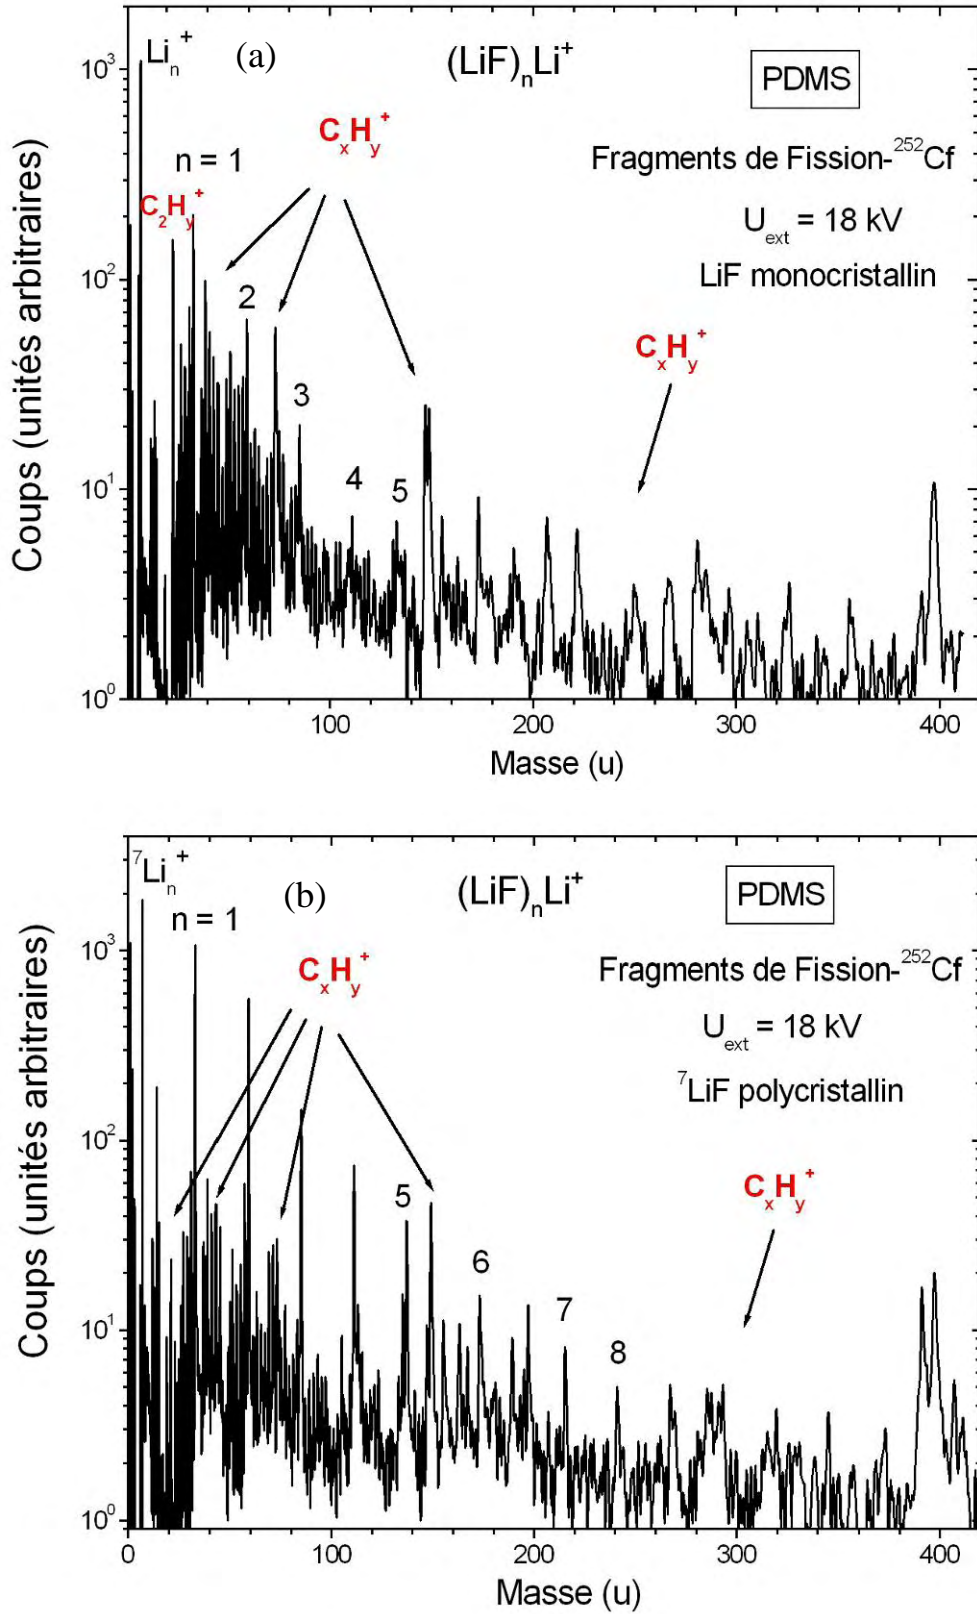 Li_n^+ (a) (LiF)_nLi^+
PDMS
C_xH_y^+
n = 1
Fragments de Fission-^252Cf
C_2H_y^+
U_ext = 18 kV
LiF monocristallin
2
C_xH_y^+
3
4 5
Coups (unités arbitraires)
10^3
10^2
10^1
10^0
100 200 300 400
Masse (u)
^7Li_n^+ (b) (LiF)_nLi^+
PDMS
n = 1
C_xH_y^+
Fragments de Fission-^252Cf
U_ext = 18 kV
^7LiF polycristallin
5
C_xH_y^+
6
7
8
Coups (unités arbitraires)
10^3
10^2
10^1
10^0
0 100 200 300 400
Masse (u)